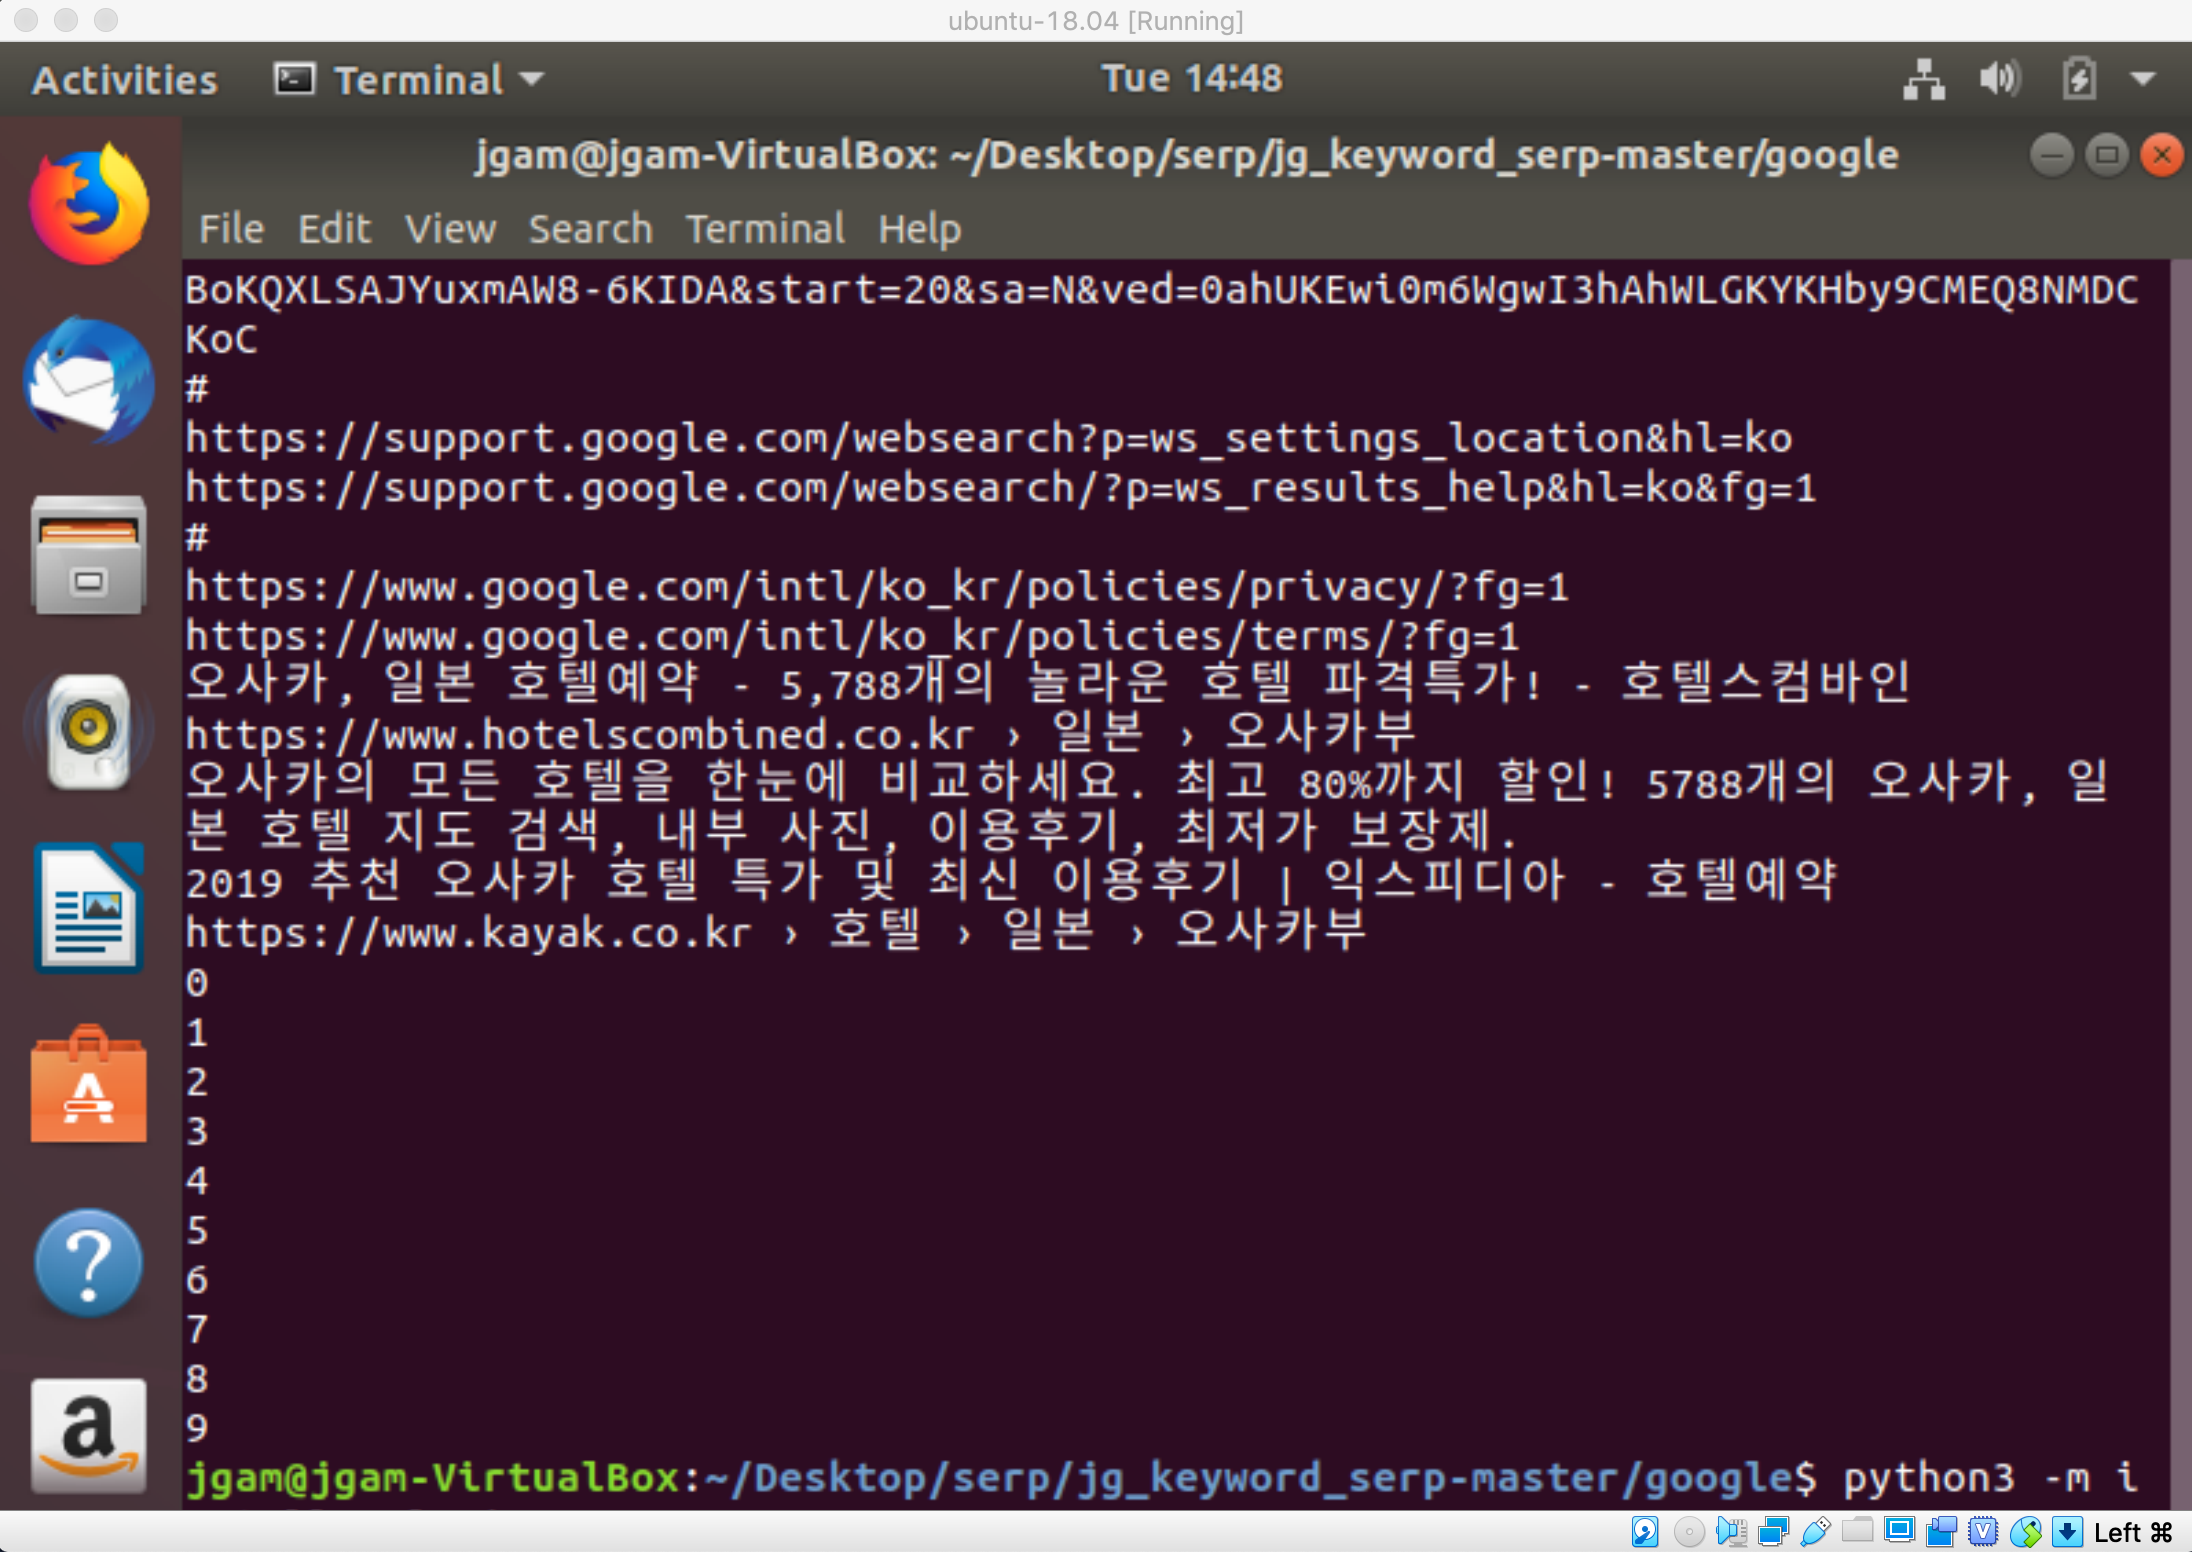 ubuntu-18.04 [Running]
Activities Terminal Tue 14:48
jgam@jgam-VirtualBox: ~/Desktop/serp/jg_keyword_serp-master/google
File Edit View Search Terminal Help
BoKQXLSAJYuxmAW8-6KIDA&start=20&sa=N&ved=0ahUKEwi0m6WgwI3hAhWLGKYKHby9CMEQ8NMDC
KoC
#
https://support.google.com/websearch?p=ws_settings_location&hl=ko
https://support.google.com/websearch/?p=ws_results_help&hl=ko&fg=1
#
https://www.google.com/intl/ko_kr/policies/privacy/?fg=1
https://www.google.com/intl/ko_kr/policies/terms/?fg=1
오사카, 일본 호텔예약 - 5,788개의 놀라운 호텔 파격특가! - 호텔스컴바인
https://www.hotelscombined.co.kr › 일본 › 오사카부
오사카의 모든 호텔을 한눈에 비교하세요. 최고 80%까지 할인! 5788개의 오사카, 일
본 호텔 지도 검색, 내부 사진, 이용후기, 최저가 보장제.
2019 추천 오사카 호텔 특가 및 최신 이용후기 | 익스피디아 - 호텔예약
https://www.kayak.co.kr › 호텔 › 일본 › 오사카부
0
1
2
3
4
5
6
7
8
9
jgam@jgam-VirtualBox:~/Desktop/serp/jg_keyword_serp-master/google$ python3 -m i
Left ⌘